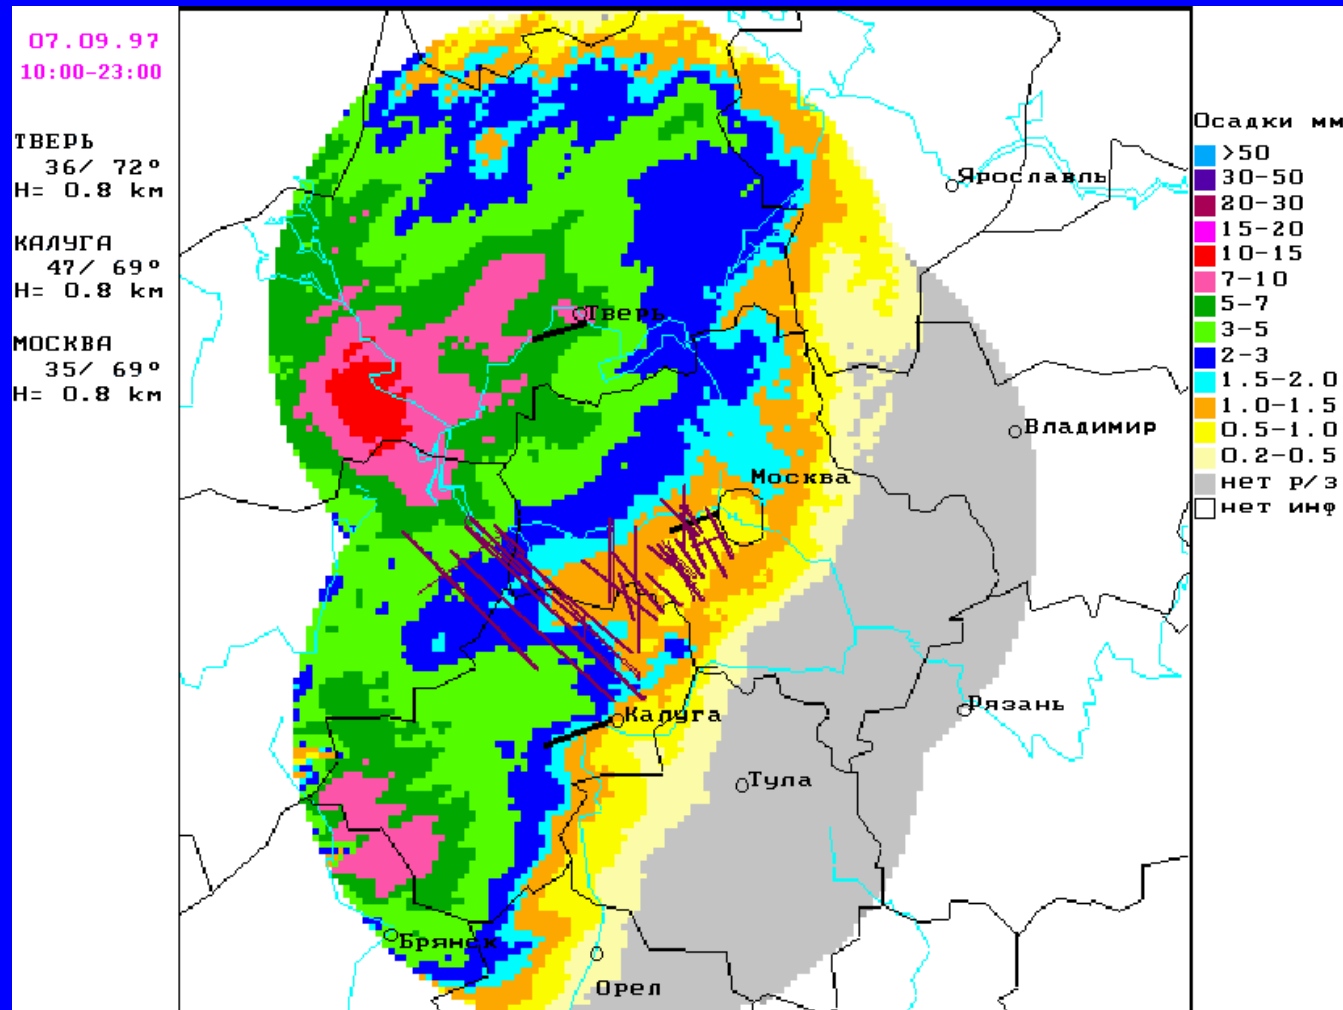 07.09.97
10:00-23:00
ТВЕРЬ
36/ 72°
H= 0.8 км
КАЛУГА
47/ 69°
H= 0.8 км
МОСКВА
35/ 69°
H= 0.8 км
Ярославль
Тверь
Владимир
Москва
Рязань
Калуга
Тула
Брянск
Орел
Осадки мм
>50
30-50
20-30
15-20
10-15
7-10
5-7
3-5
2-3
1.5-2.0
1.0-1.5
0.5-1.0
0.2-0.5
нет р/з
нет инф